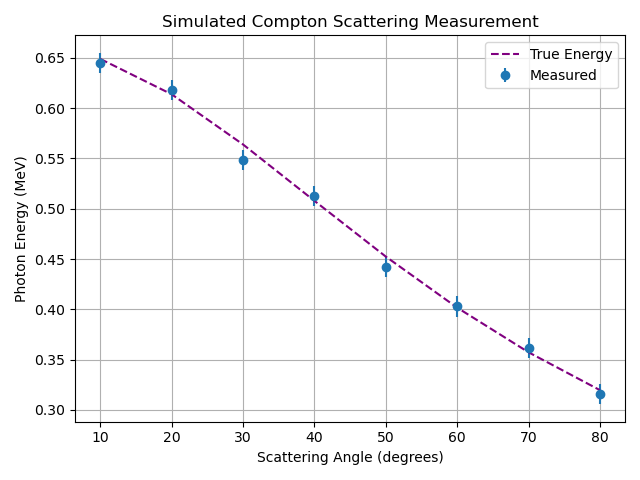 Simulated Compton Scattering Measurement
True Energy
Measured
Photon Energy (MeV)
0.65
0.60
0.55
0.50
0.45
0.40
0.35
0.30
10 20 30 40 50 60 70 80
Scattering Angle (degrees)